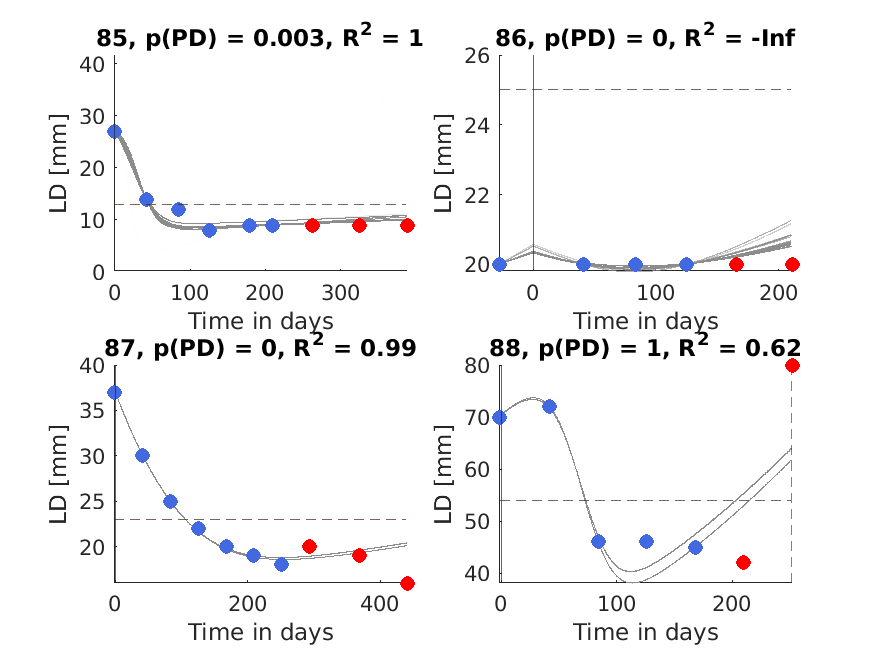 85, p(PD) = 0.003, R² = 1
LD [mm]
40
30
20
10
0
0 100 200 300
Time in days
86, p(PD) = 0, R² = -Inf
LD [mm]
26
24
22
20
0 100 200
Time in days
87, p(PD) = 0, R² = 0.99
LD [mm]
40
35
30
25
20
0 200 400
Time in days
88, p(PD) = 1, R² = 0.62
LD [mm]
80
70
60
50
40
0 100 200
Time in days